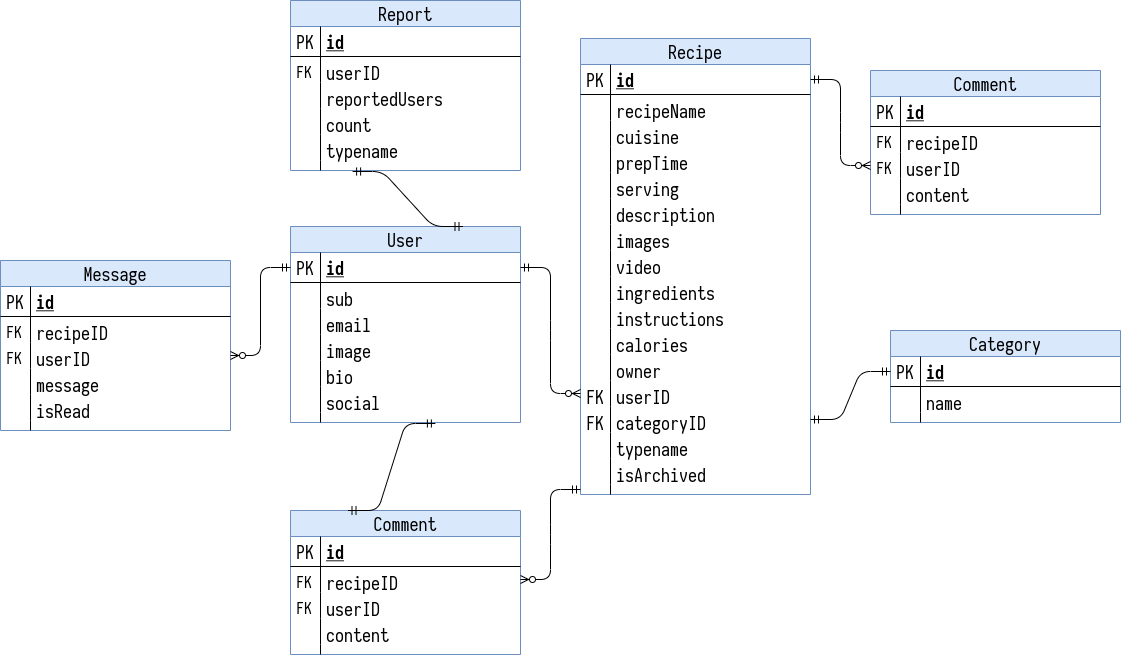 Report
PK id
FK userID
reportedUsers
count
typename
Recipe
PK id
recipeName
cuisine
prepTime
serving
description
images
video
ingredients
instructions
calories
owner
FK userID
FK categoryID
typename
isArchived
Comment
PK id
FK recipeID
FK userID
content
User
PK id
sub
email
image
bio
social
Message
PK id
FK recipeID
FK userID
message
isRead
Category
PK id
name
Comment
PK id
FK recipeID
FK userID
content